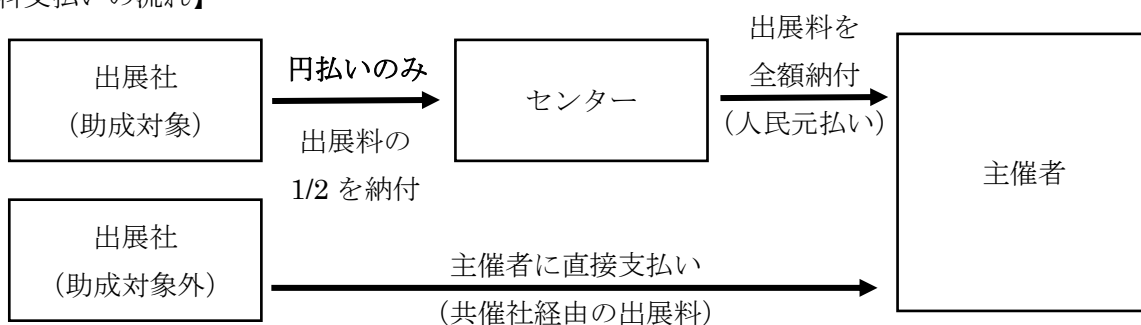 料支払いの流れ】
出展社
（助成対象）
円払いのみ
出展料の
1/2 を納付
センター
出展料を
全額納付
（人民元払い）
主催者
出展社
（助成対象外）
主催者に直接支払い
（共催社経由の出展料）